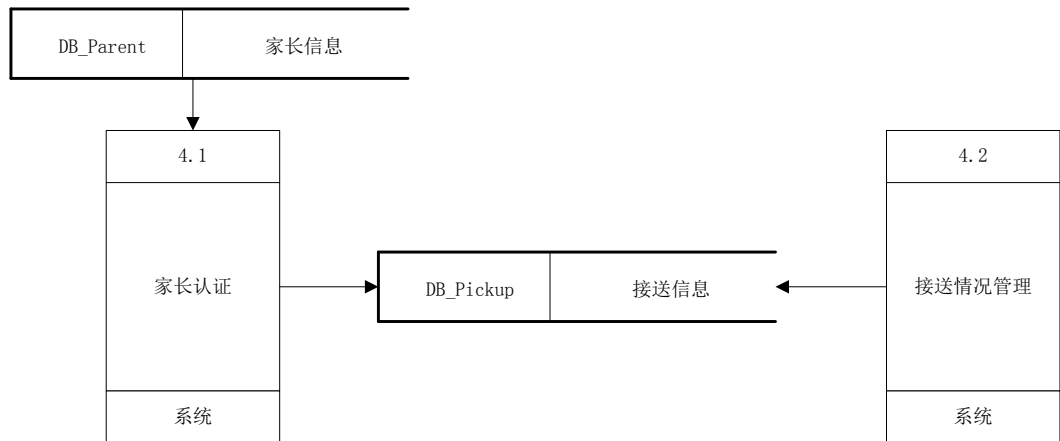 DB_Parent 家长信息
4.1
4.2
家长认证
DB_Pickup 接送信息
接送情况管理
系统
系统